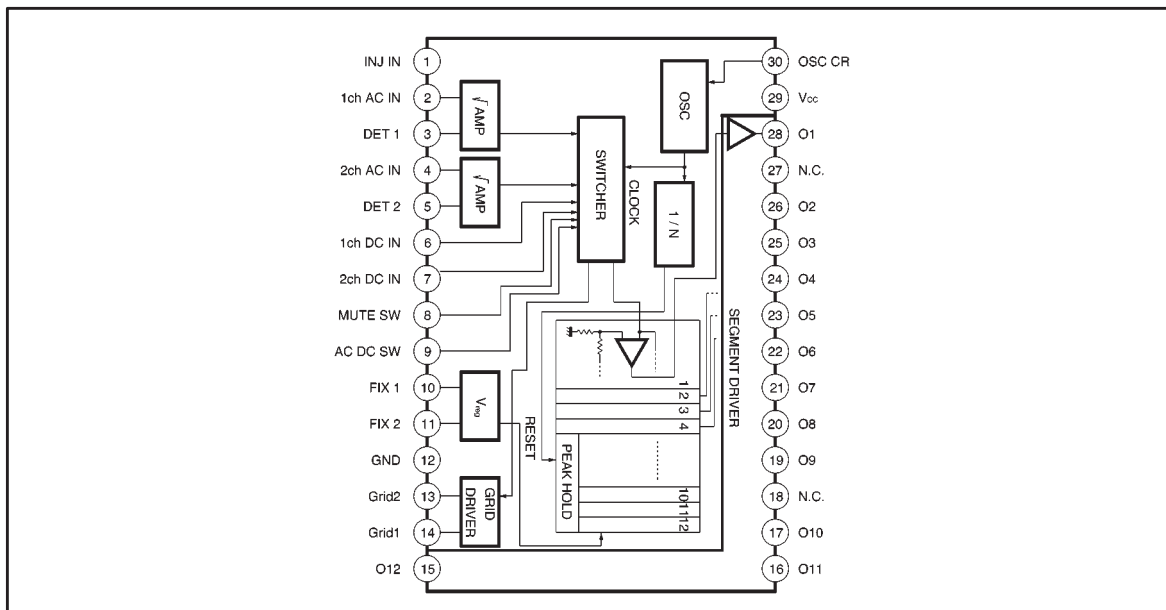 INJ IN 1
1ch AC IN 2
DET 1 3
2ch AC IN 4
DET 2 5
1ch DC IN 6
2ch DC IN 7
MUTE SW 8
AC DC SW 9
FIX 1 10
FIX 2 11
GND 12
Grid2 13
Grid1 14
O12 15
√AMP
√AMP
Vreg
GRID
DRIVER
SWITCHER
CLOCK
OSC
1 / N
RESET
PEAK HOLD
1
2
3
4
10
11
12
SEGMENT DRIVER
30 OSC CR
29 Vcc
28 O1
27 N.C.
26 O2
25 O3
24 O4
23 O5
22 O6
21 O7
20 O8
19 O9
18 N.C.
17 O10
16 O11